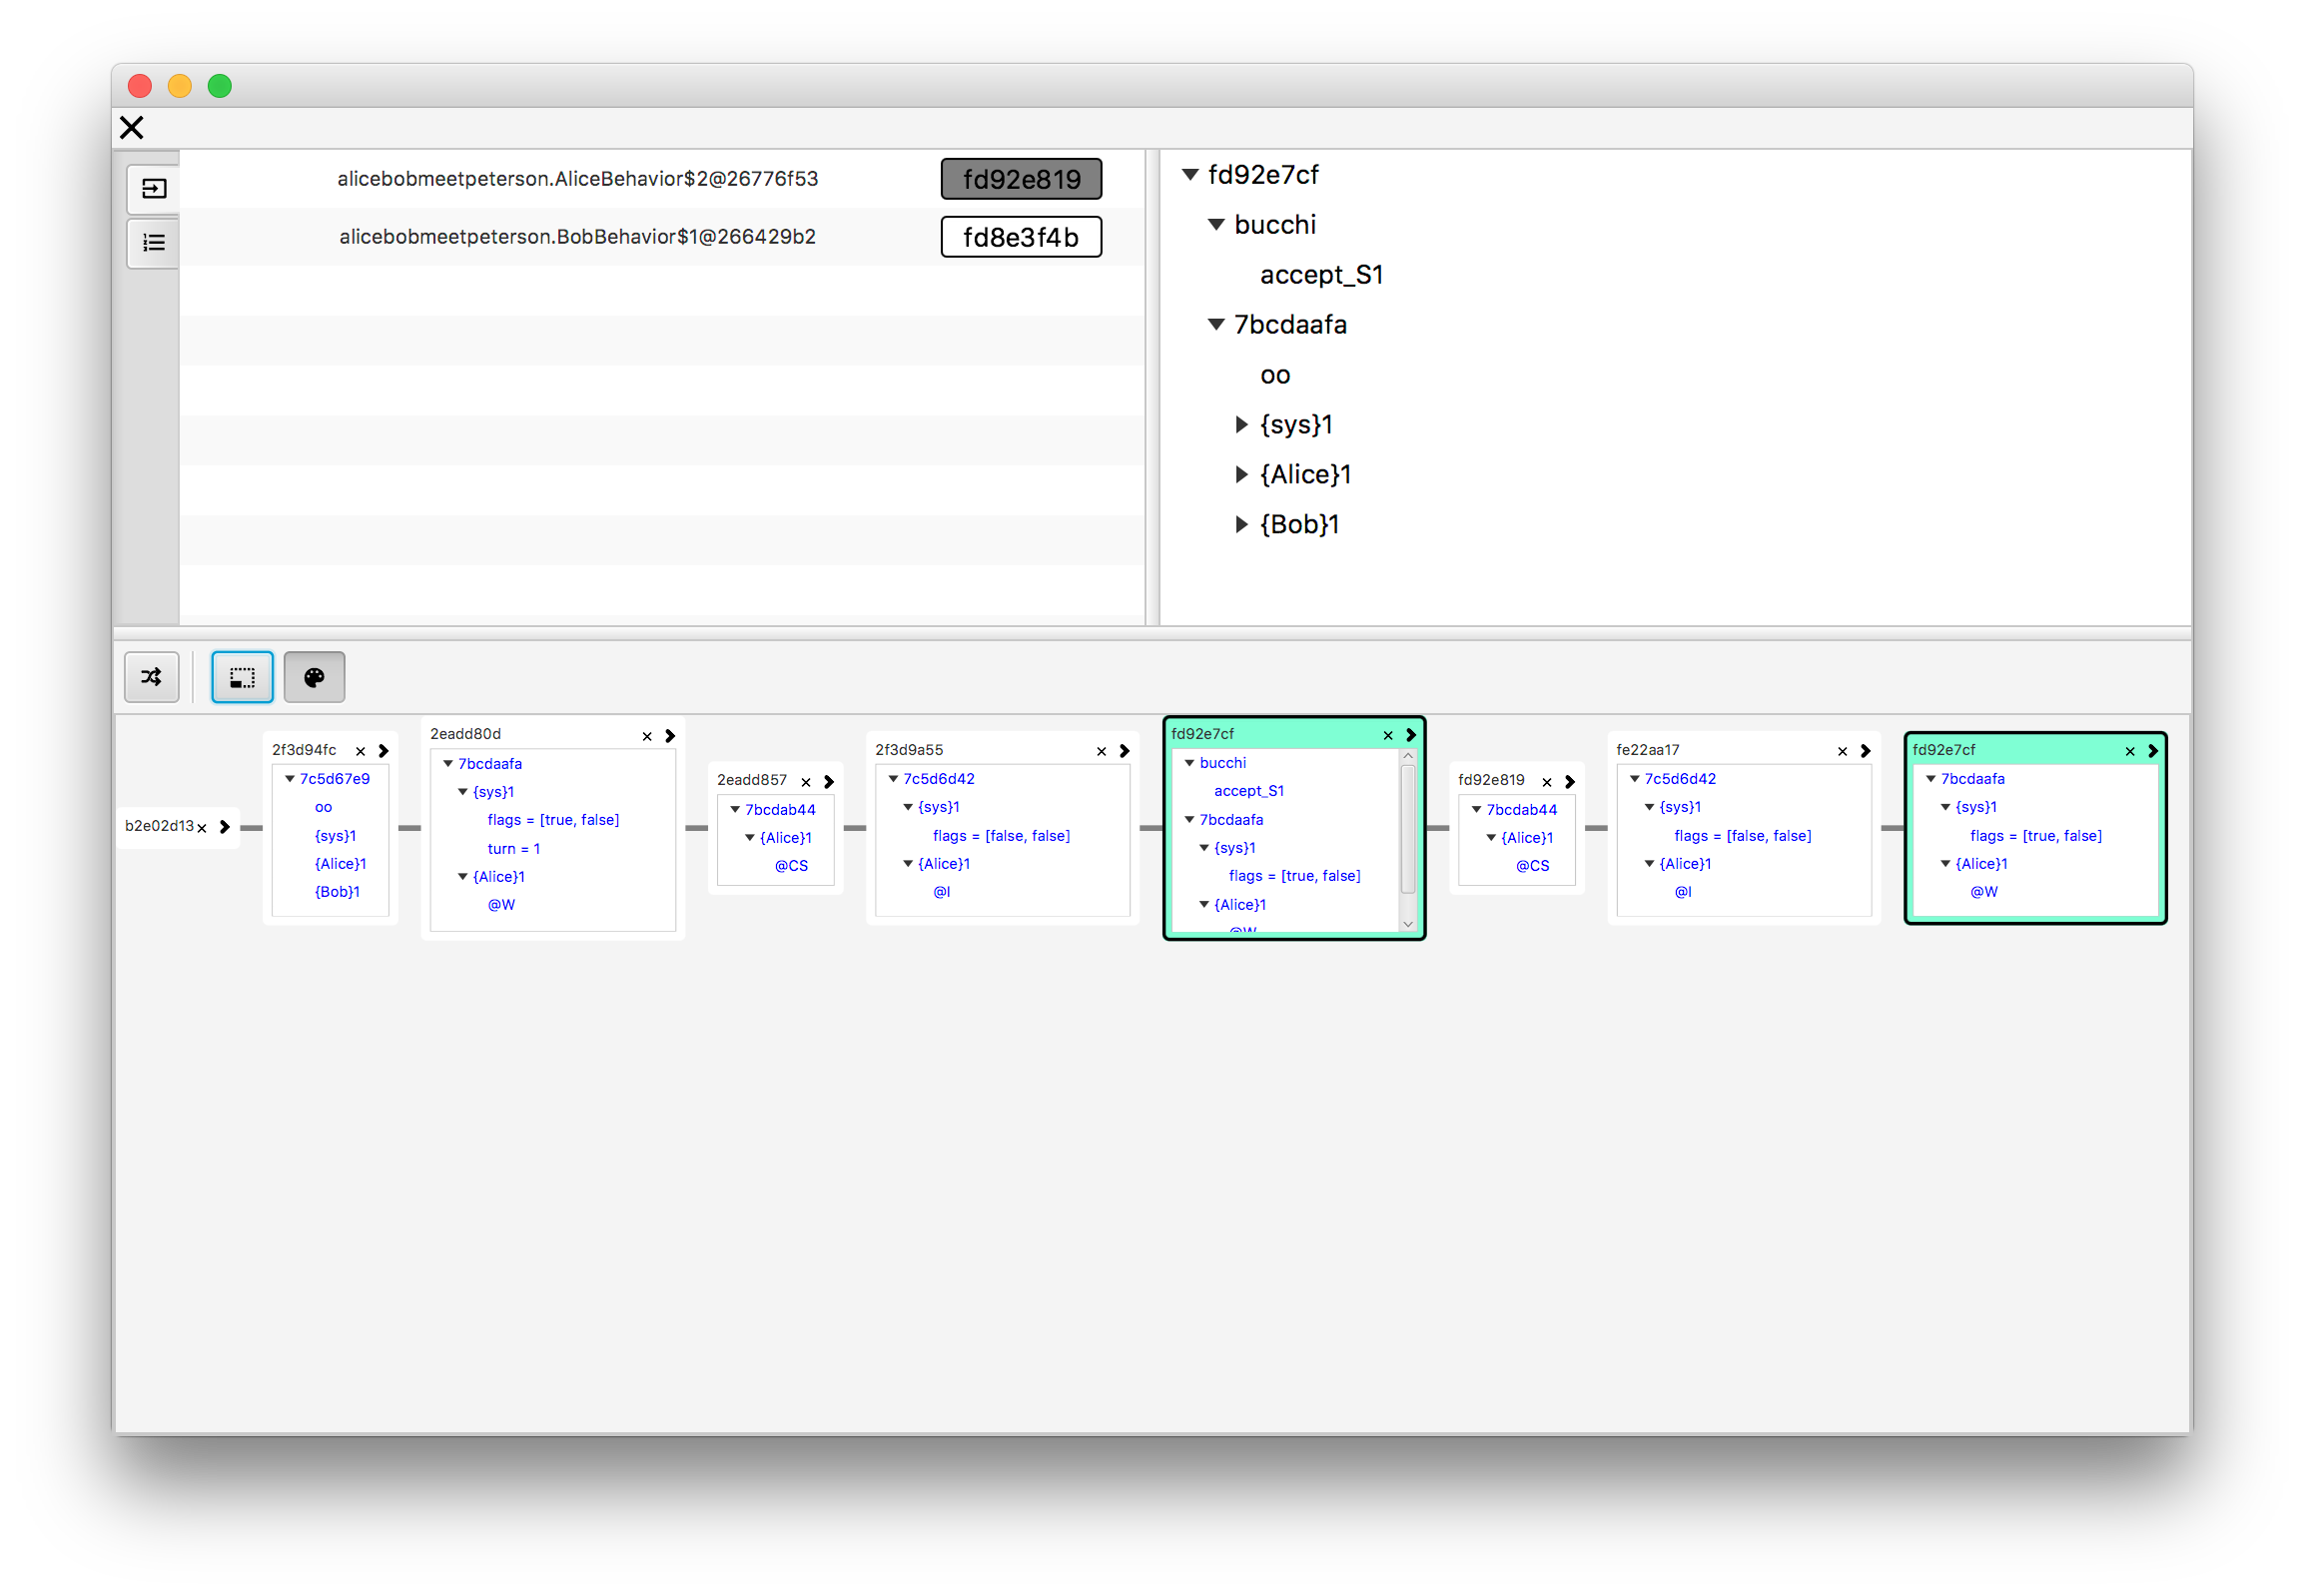 alicebobmeetpeterson.AliceBehavior$2@26776f53 fd92e819
alicebobmeetpeterson.BobBehavior$1@266429b2 fd8e3f4b
fd92e7cf
bucchi
accept_S1
7bcdaafa
oo
{sys}1
{Alice}1
{Bob}1
b2e02d13
2f3d94fc
7c5d67e9
oo
{sys}1
{Alice}1
{Bob}1
2eadd80d
7bcdaafa
{sys}1
flags = [true, false]
turn = 1
{Alice}1
@W
2eadd857
7bcdab44
{Alice}1
@CS
2f3d9a55
7c5d6d42
{sys}1
flags = [false, false]
{Alice}1
@I
fd92e7cf
bucchi
accept_S1
7bcdaafa
{sys}1
flags = [true, false]
{Alice}1
@W
fd92e819
7bcdab44
{Alice}1
@CS
fe22aa17
7c5d6d42
{sys}1
flags = [false, false]
{Alice}1
@I
fd92e7cf
7bcdaafa
{sys}1
flags = [true, false]
{Alice}1
@W